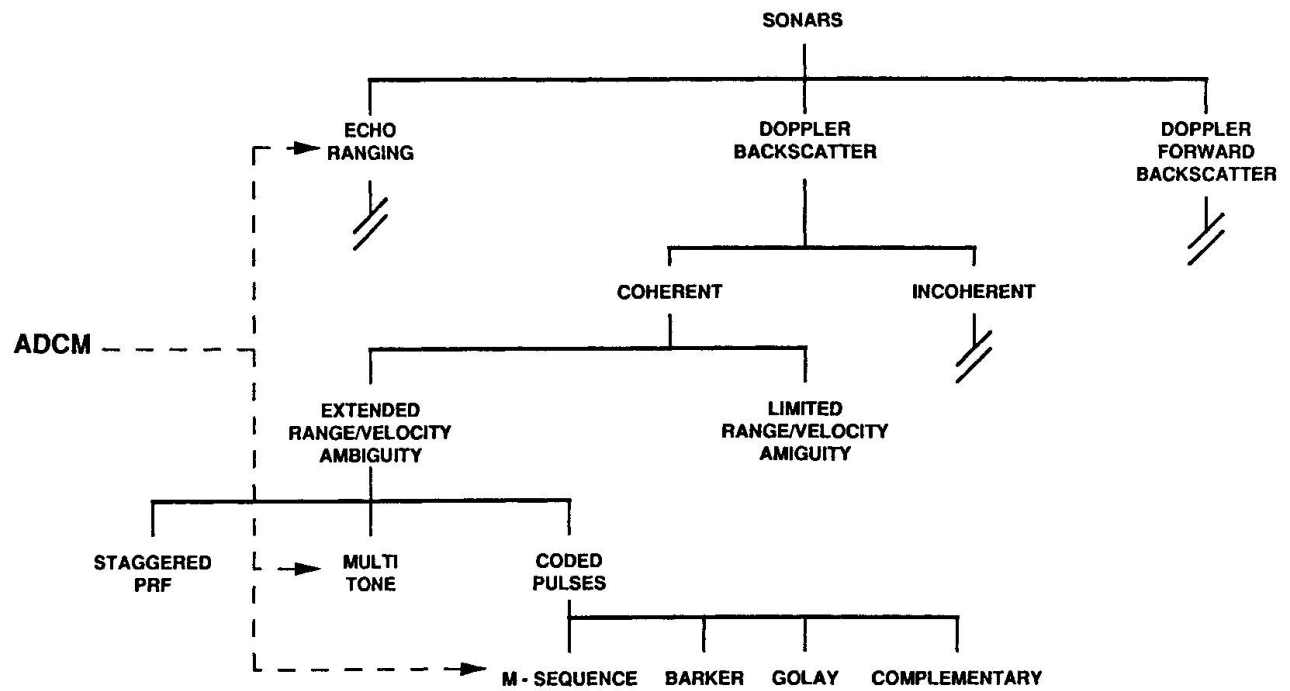 SONARS
ECHO
RANGING
DOPPLER
BACKSCATTER
DOPPLER
FORWARD
BACKSCATTER
COHERENT
INCOHERENT
ADCM
EXTENDED
RANGE/VELOCITY
AMBIGUITY
LIMITED
RANGE/VELOCITY
AMIGUITY
STAGGERED
PRF
MULTI
TONE
CODED
PULSES
M - SEQUENCE
BARKER
GOLAY
COMPLEMENTARY